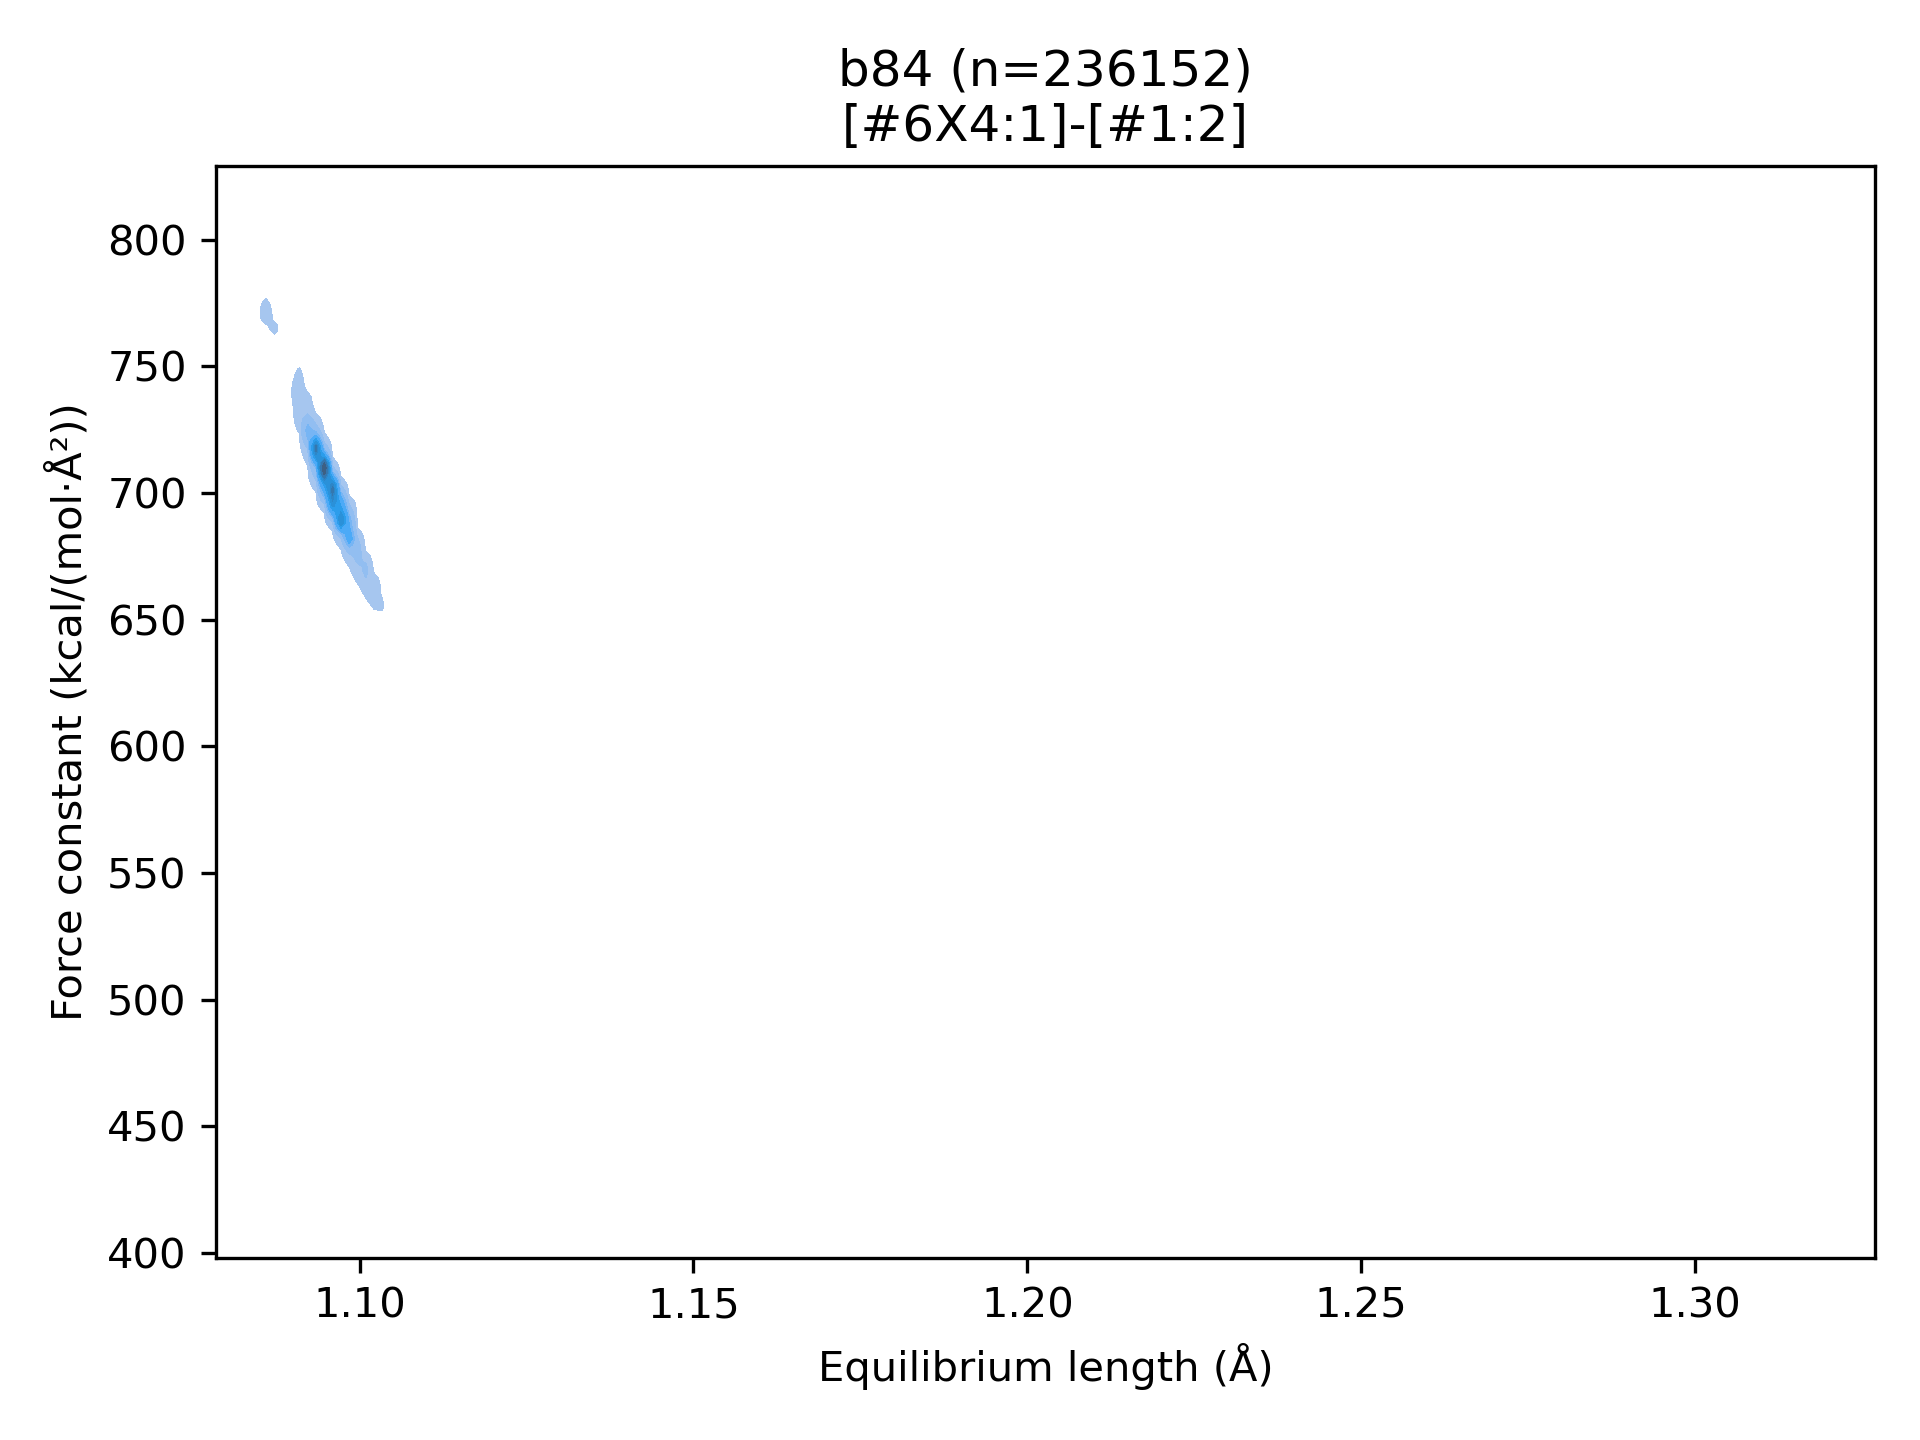 b84 (n=236152)
[#6X4:1]-[#1:2]
Force constant (kcal/(mol·Å²))
800
750
700
650
600
550
500
450
400
1.10 1.15 1.20 1.25 1.30
Equilibrium length (Å)